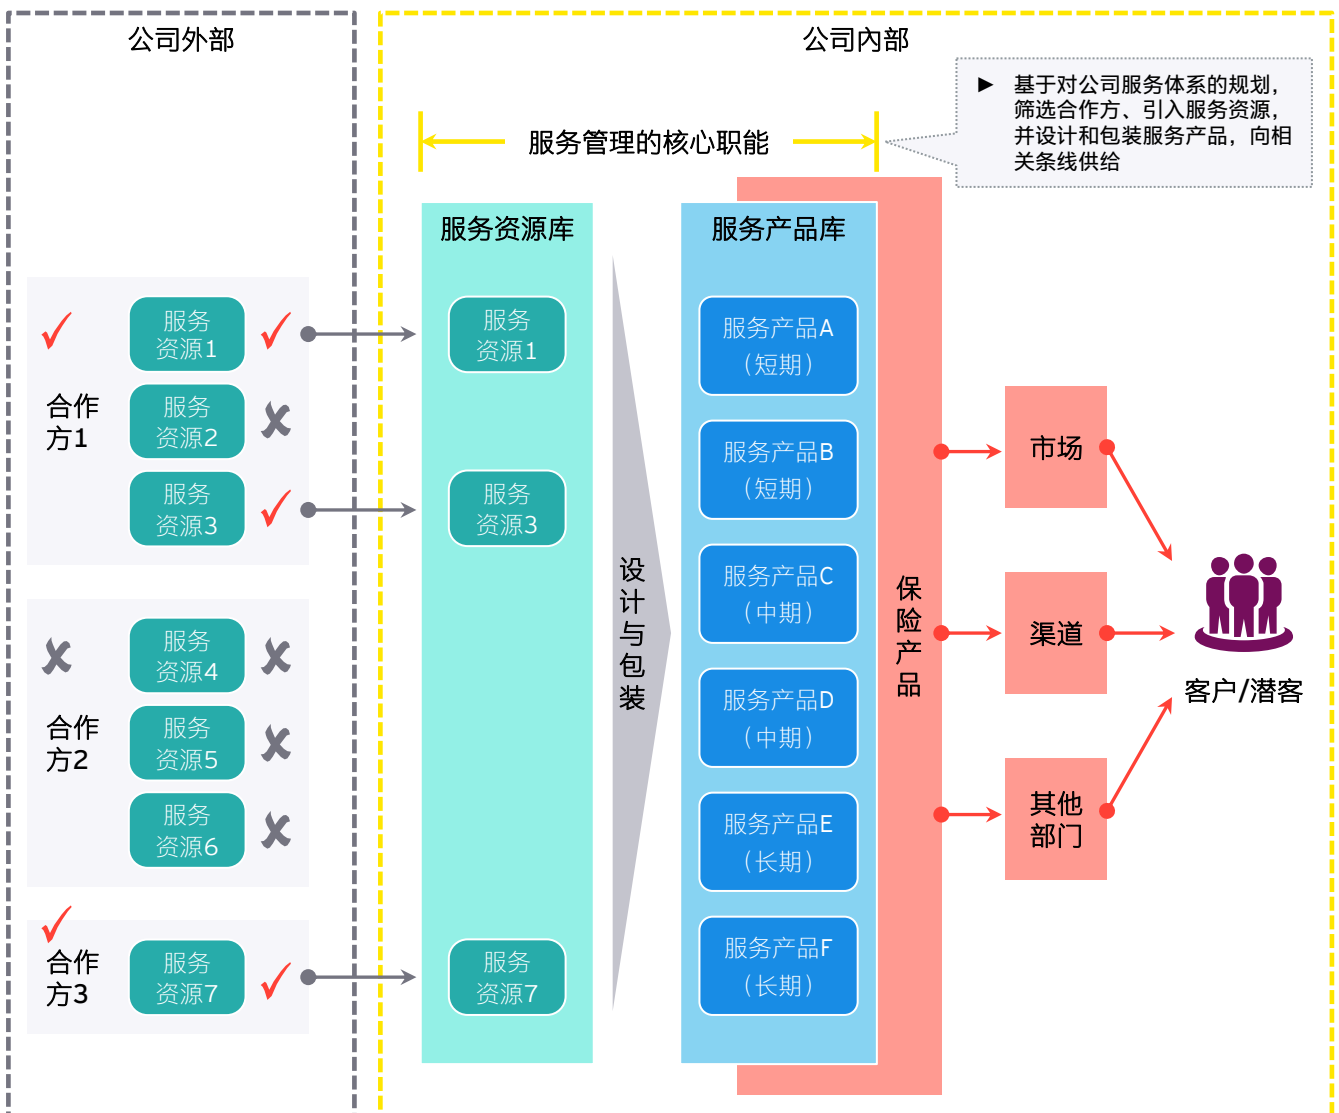 公司外部
公司内部
▶ 基于对公司服务体系的规划，
筛选合作方、引入服务资源，
并设计和包装服务产品，向相
关条线供给
服务管理的核心职能
服务资源库
服务产品库
合作
方1
服务
资源1
服务
资源2
服务
资源3
合作
方2
服务
资源4
服务
资源5
服务
资源6
合作
方3
服务
资源7
服务
资源1
服务
资源3
服务
资源7
设
计
与
包
装
服务产品A
（短期）
服务产品B
（短期）
服务产品C
（中期）
服务产品D
（中期）
服务产品E
（长期）
服务产品F
（长期）
保
险
产
品
市场
渠道
其他
部门
客户/潜客